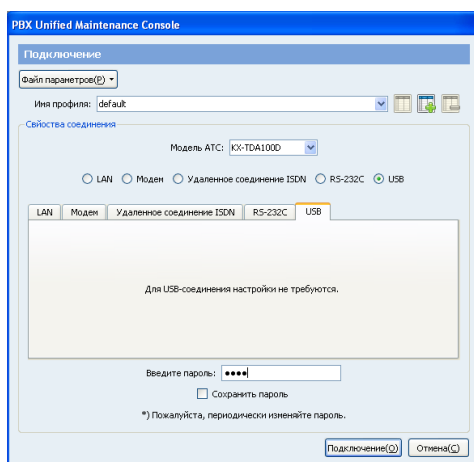 PBX Unified Maintenance Console
Подключение
Файл параметров(P)
Имя профиля: default
Свйоства соединения
Модель АТС: KX-TDA100D
LAN Модем Удаленное соединение ISDN RS-232C USB
LAN Модем Удаленное соединение ISDN RS-232C USB
Для USB-соединения настройки не требуются.
Введите пароль: ●●●●
Сохранить пароль
*) Пожалуйста, периодически изменяйте пароль.
Подключение(O) Отмена(C)